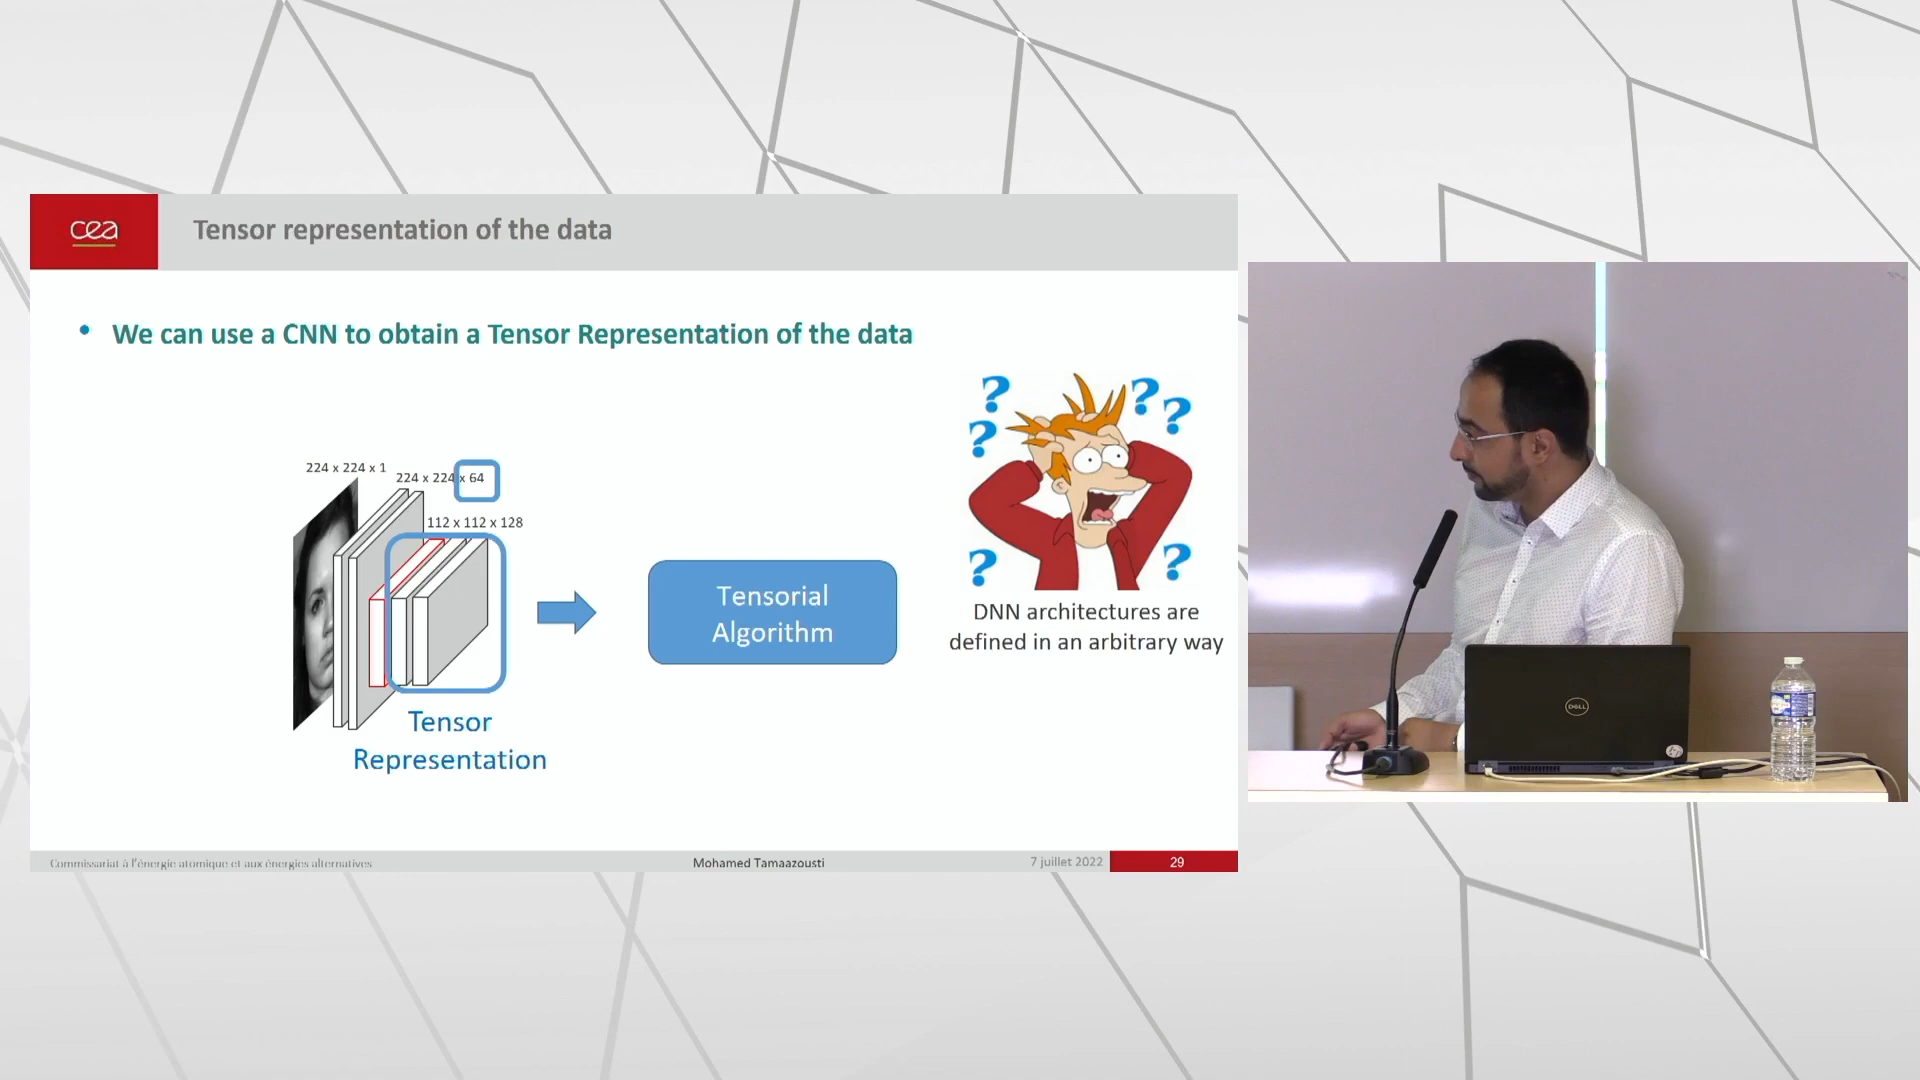 cea
Tensor representation of the data
• We can use a CNN to obtain a Tensor Representation of the data
224 x 224 x 1
224 x 224 x 64
112 x 112 x 128
Tensor
Representation
Tensorial
Algorithm
? ? ? ? ? ?
DNN architectures are
defined in an arbitrary way
Commissariat à l'énergie atomique et aux énergies alternatives
Mohamed Tamaazousti
7 juillet 2022
29
DELL